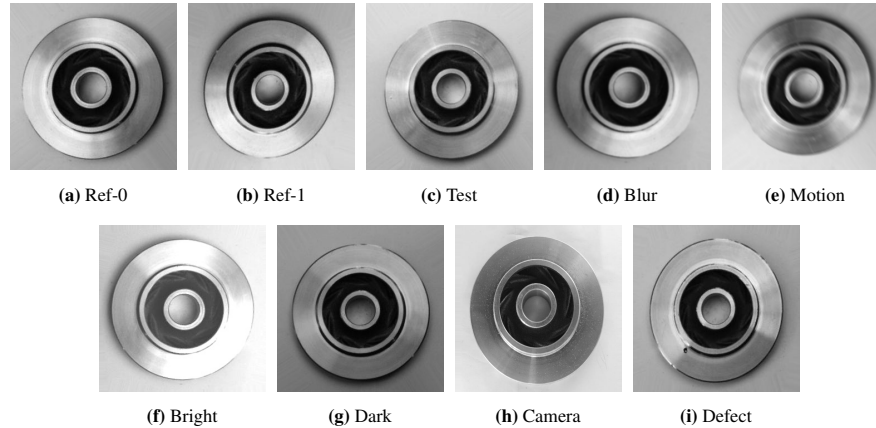 (a) Ref-0
(b) Ref-1
(c) Test
(d) Blur
(e) Motion
(f) Bright
(g) Dark
(h) Camera
(i) Defect